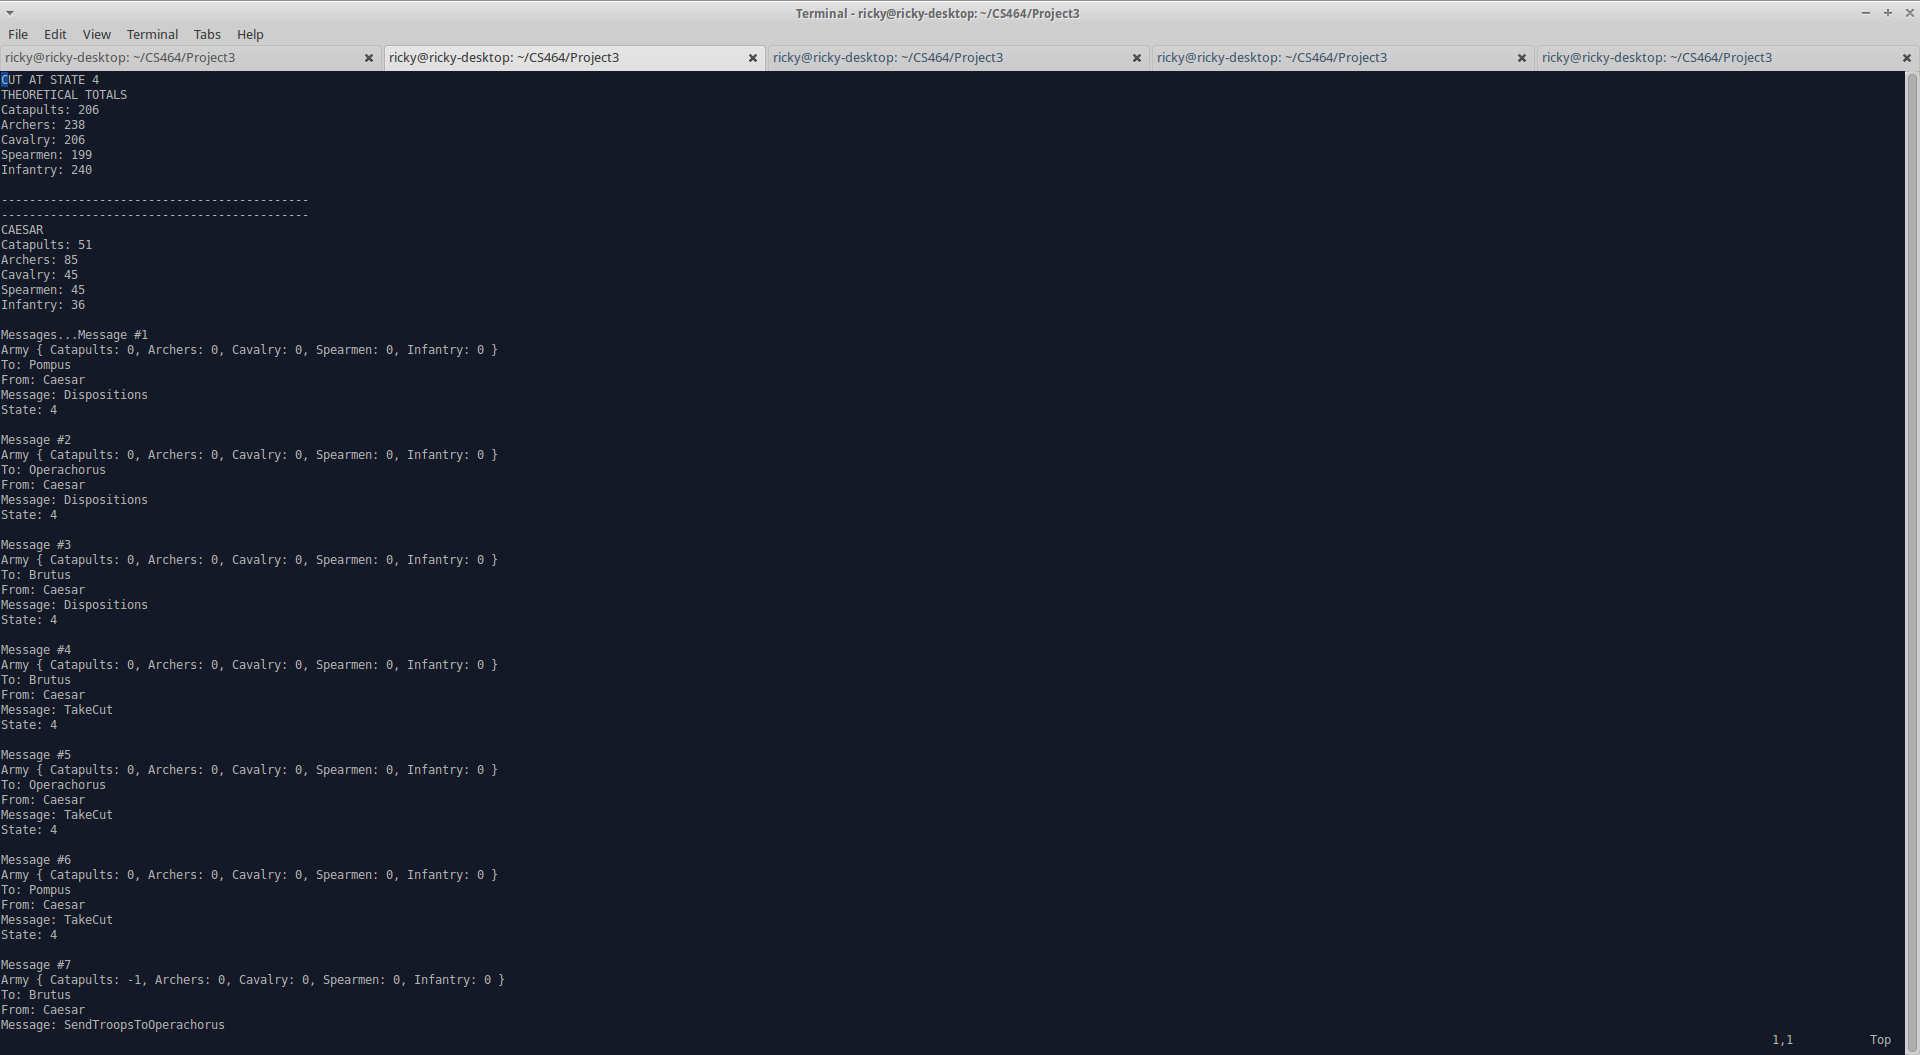 Terminal - ricky@ricky-desktop: ~/CS464/Project3
File Edit View Terminal Tabs Help
ricky@ricky-desktop: ~/CS464/Project3 ricky@ricky-desktop: ~/CS464/Project3 ricky@ricky-desktop: ~/CS464/Project3 ricky@ricky-desktop: ~/CS464/Project3 ricky@ricky-desktop: ~/CS464/Project3
CUT AT STATE 4
THEORETICAL TOTALS
Catapults: 206
Archers: 238
Cavalry: 206
Spearmen: 199
Infantry: 240
--------------------------------------------
--------------------------------------------
CAESAR
Catapults: 51
Archers: 85
Cavalry: 45
Spearmen: 45
Infantry: 36
Messages...Message #1
Army { Catapults: 0, Archers: 0, Cavalry: 0, Spearmen: 0, Infantry: 0 }
To: Pompus
From: Caesar
Message: Dispositions
State: 4
Message #2
Army { Catapults: 0, Archers: 0, Cavalry: 0, Spearmen: 0, Infantry: 0 }
To: Operachorus
From: Caesar
Message: Dispositions
State: 4
Message #3
Army { Catapults: 0, Archers: 0, Cavalry: 0, Spearmen: 0, Infantry: 0 }
To: Brutus
From: Caesar
Message: Dispositions
State: 4
Message #4
Army { Catapults: 0, Archers: 0, Cavalry: 0, Spearmen: 0, Infantry: 0 }
To: Brutus
From: Caesar
Message: TakeCut
State: 4
Message #5
Army { Catapults: 0, Archers: 0, Cavalry: 0, Spearmen: 0, Infantry: 0 }
To: Operachorus
From: Caesar
Message: TakeCut
State: 4
Message #6
Army { Catapults: 0, Archers: 0, Cavalry: 0, Spearmen: 0, Infantry: 0 }
To: Pompus
From: Caesar
Message: TakeCut
State: 4
Message #7
Army { Catapults: -1, Archers: 0, Cavalry: 0, Spearmen: 0, Infantry: 0 }
To: Brutus
From: Caesar
Message: SendTroopsToOperachorus
1,1 Top